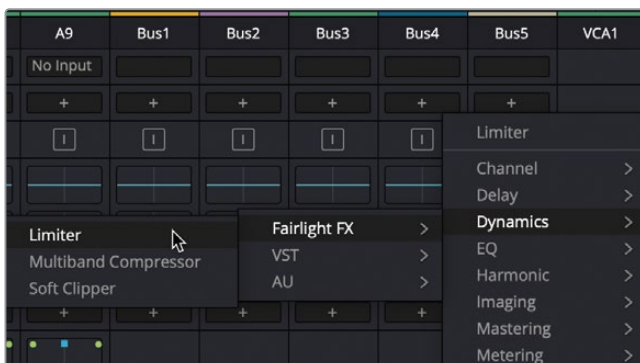 A9 Bus1 Bus2 Bus3 Bus4 Bus5 VCA1
No Input
+ + + + + +
I I I I I
Limiter
Channel >
Delay >
Dynamics >
EQ >
Harmonic >
Imaging >
Mastering >
Metering >
Fairlight FX >
VST >
AU >
Limiter
Multiband Compressor
Soft Clipper
+ + + + +